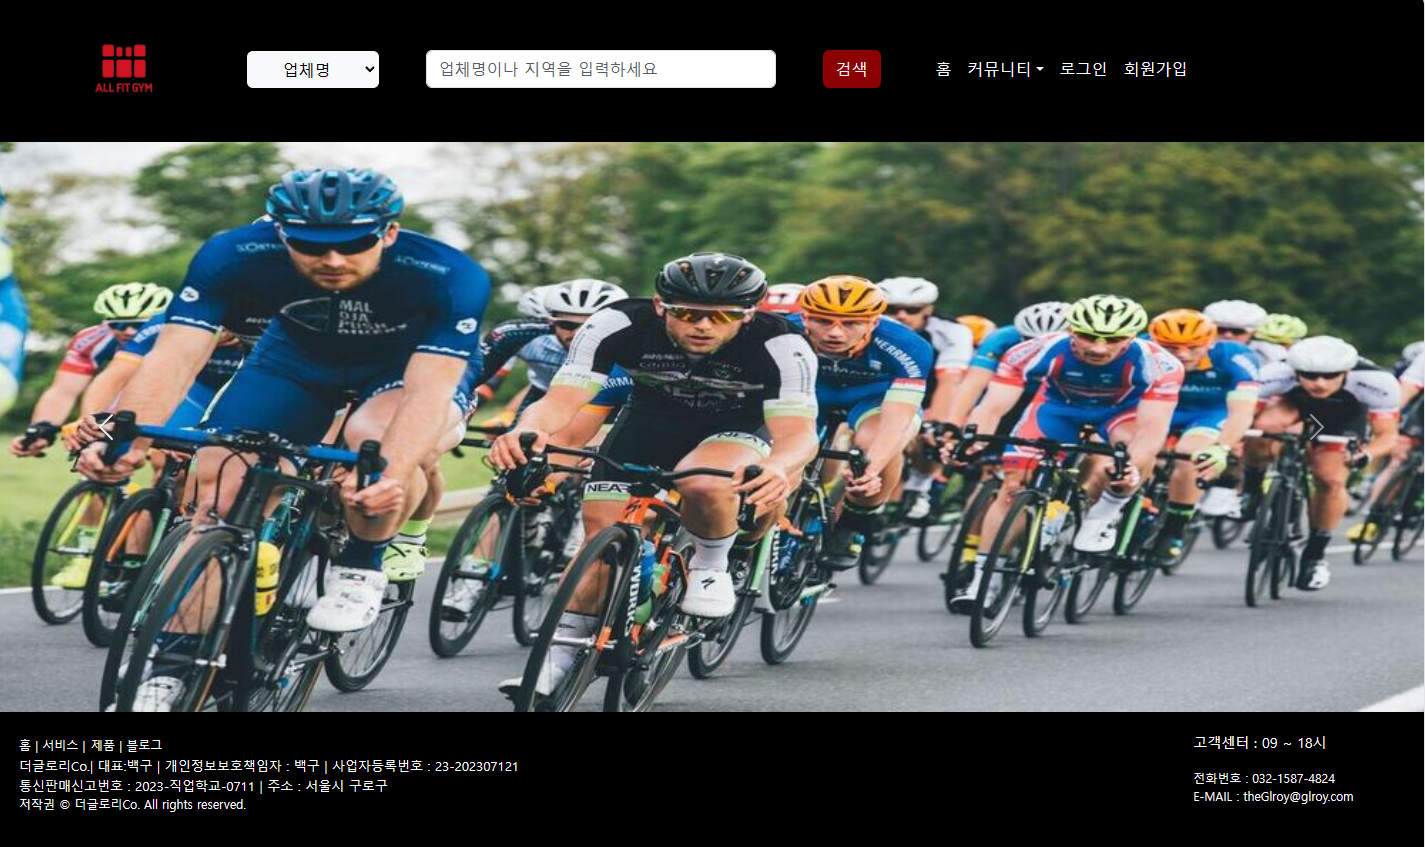 ALL FIT GYM
업체명
업체명이나 지역을 입력하세요
검색
홈 커뮤니티 로그인 회원가입
MAL
OJA
PUSH
HERRMANN
NEAR
홈 | 서비스 | 제품 | 블로그
더글로리Co.| 대표:백구 | 개인정보보호책임자 : 백구 | 사업자등록번호 : 23-202307121
통신판매신고번호 : 2023-직업학교-0711 | 주소 : 서울시 구로구
저작권 © 더글로리Co. All rights reserved.
고객센터 : 09 ~ 18시
전화번호 : 032-1587-4824
E-MAIL : theGlroy@glroy.com